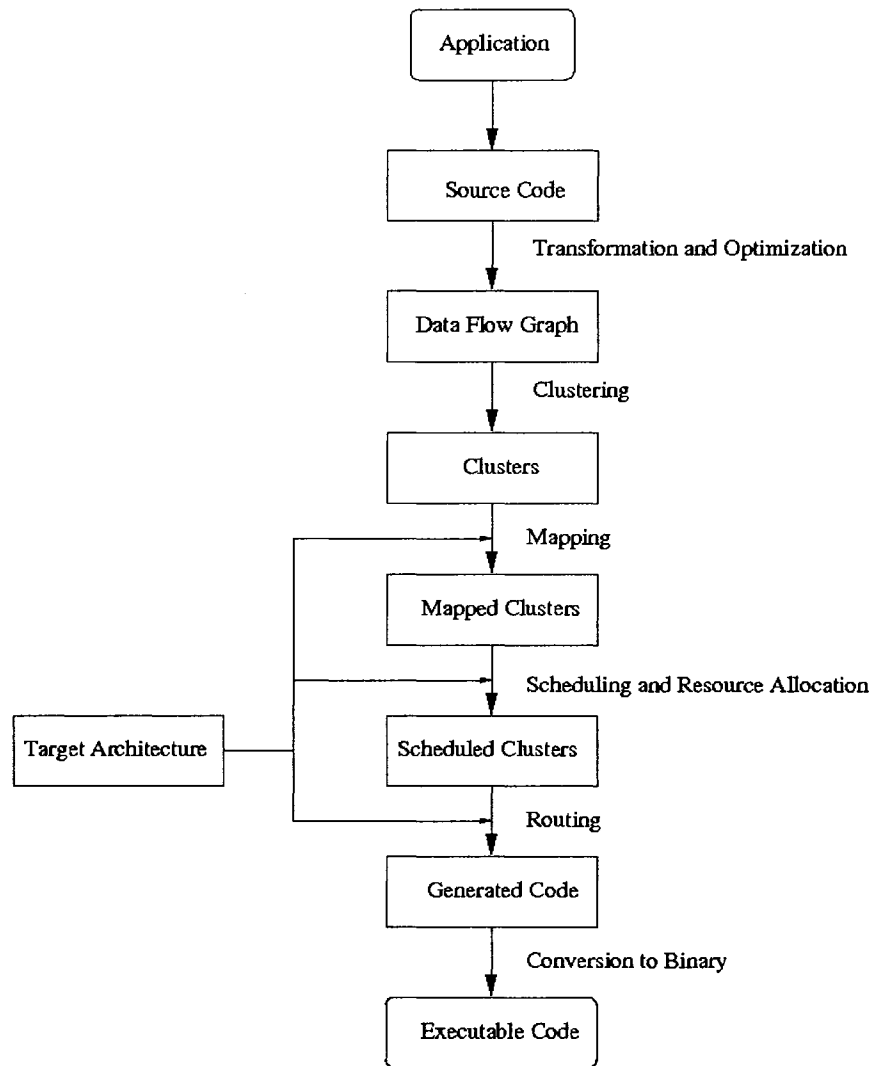 Application
Source Code
Transformation and Optimization
Data Flow Graph
Clustering
Clusters
Mapping
Mapped Clusters
Scheduling and Resource Allocation
Target Architecture
Scheduled Clusters
Routing
Generated Code
Conversion to Binary
Executable Code